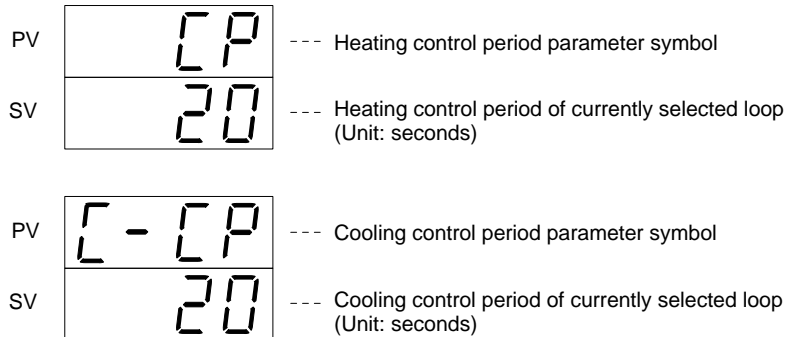 PV CP --- Heating control period parameter symbol
SV 20 --- Heating control period of currently selected loop
(Unit: seconds)
PV C-CP --- Cooling control period parameter symbol
SV 20 --- Cooling control period of currently selected loop
(Unit: seconds)